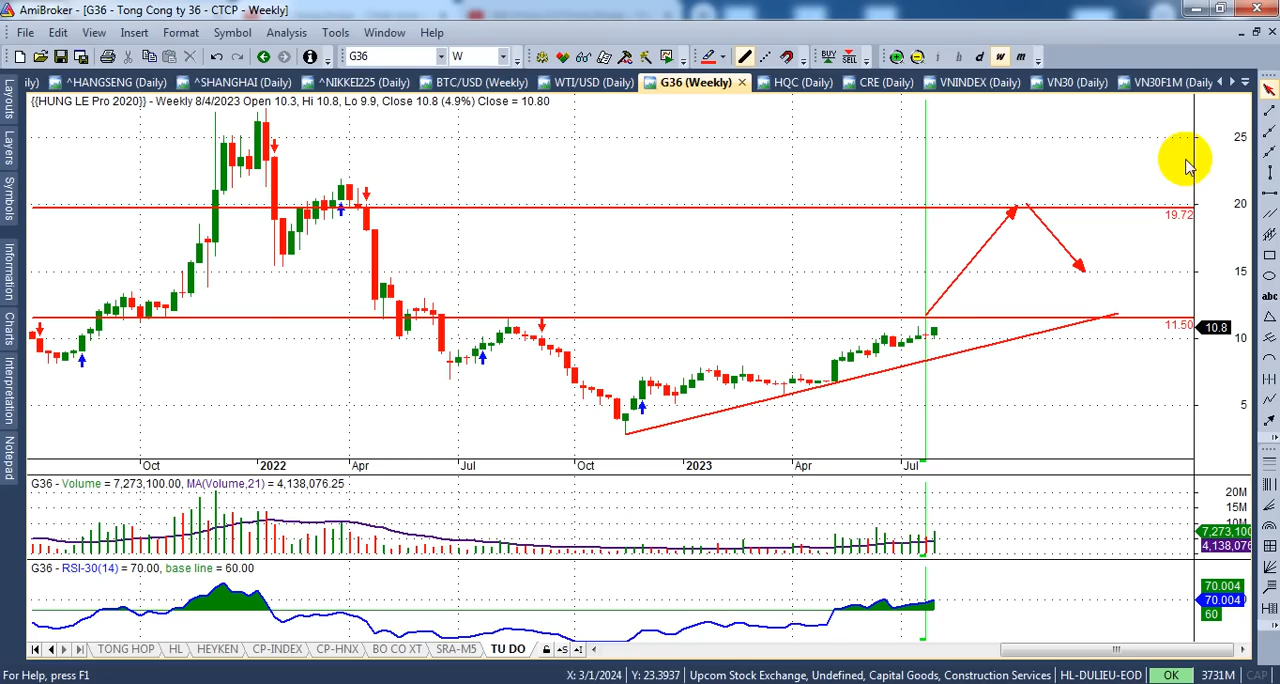 AmiBroker - [G36 - Tong Cong ty 36 - CTCP - Weekly]
File Edit View Insert Format Symbol Analysis Tools Window Help
G36 W BUY SELL i h d w m
ily) ^HANGSENG (Daily) ^SHANGHAI (Daily) ^NIKKEI225 (Daily) BTC/USD (Weekly) WTI/USD (Daily) G36 (Weekly) HQC (Daily) CRE (Daily) VNINDEX (Daily) VN30 (Daily) VN30F1M (Daily)
Layouts
Layers
Symbols
Information
Charts
Interpretation
Notepad
{{HUNG LE Pro 2020}} - Weekly 8/4/2023 Open 10.3, Hi 10.8, Lo 9.9, Close 10.8 (4.9%) Close = 10.80
25
20
19.72
15
11.50
10.8
10
5
abc
Oct 2022 Apr Jul Oct 2023 Apr Jul
G36 - Volume = 7,273,100.00, MA(Volume,21) = 4,138,076.25
20M
15M
10M
7,273,100
4,138,076
G36 - RSI-30(14) = 70.00, base line = 60.00
70.004
70.004
60
TONG HOP HL HEYKEN CP-INDEX CP-HNX BO CO XT SRA-M5 TU DO
For Help, press F1 X: 3/1/2024 Y: 23.3937 Upcom Stock Exchange, Undefined, Capital Goods, Construction Services HL-DULIEU-EOD OK 3731M CAP